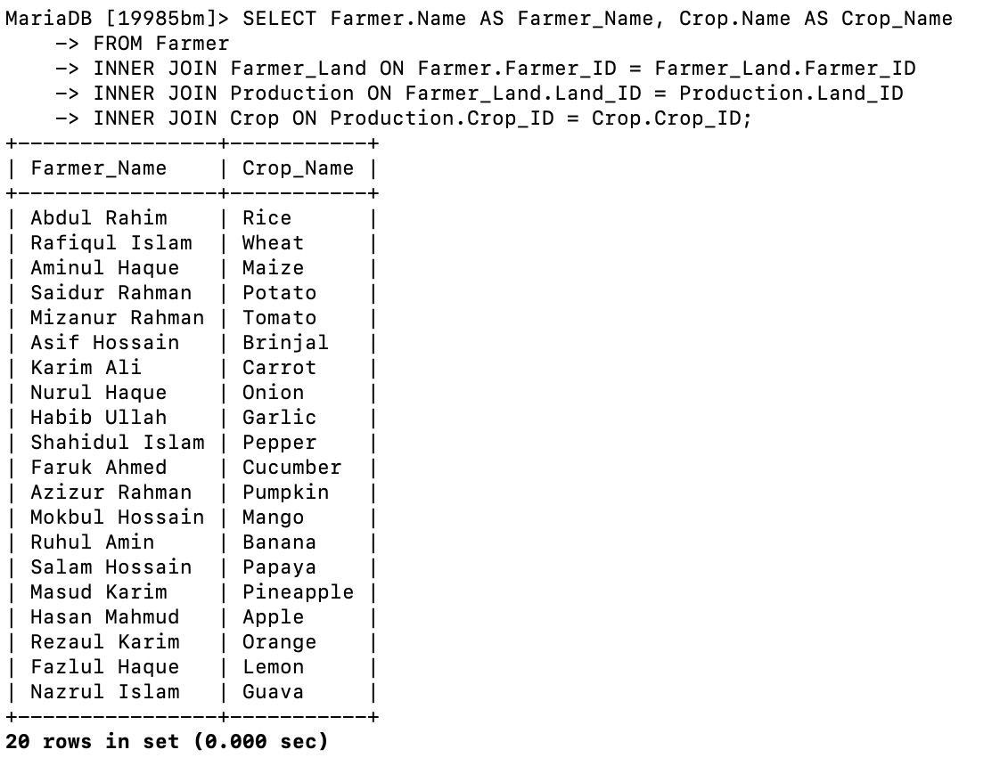 MariaDB [19985bm]> SELECT Farmer.Name AS Farmer_Name, Crop.Name AS Crop_Name
    -> FROM Farmer
    -> INNER JOIN Farmer_Land ON Farmer.Farmer_ID = Farmer_Land.Farmer_ID
    -> INNER JOIN Production ON Farmer_Land.Land_ID = Production.Land_ID
    -> INNER JOIN Crop ON Production.Crop_ID = Crop.Crop_ID;
+----------------+-----------+
| Farmer_Name    | Crop_Name |
+----------------+-----------+
| Abdul Rahim    | Rice      |
| Rafiqul Islam  | Wheat     |
| Aminul Haque   | Maize     |
| Saidur Rahman  | Potato    |
| Mizanur Rahman | Tomato    |
| Asif Hossain   | Brinjal   |
| Karim Ali      | Carrot    |
| Nurul Haque    | Onion     |
| Habib Ullah    | Garlic    |
| Shahidul Islam | Pepper    |
| Faruk Ahmed    | Cucumber  |
| Azizur Rahman  | Pumpkin   |
| Mokbul Hossain | Mango     |
| Ruhul Amin     | Banana    |
| Salam Hossain  | Papaya    |
| Masud Karim    | Pineapple |
| Hasan Mahmud   | Apple     |
| Rezaul Karim   | Orange    |
| Fazlul Haque   | Lemon     |
| Nazrul Islam   | Guava     |
+----------------+-----------+
20 rows in set (0.000 sec)